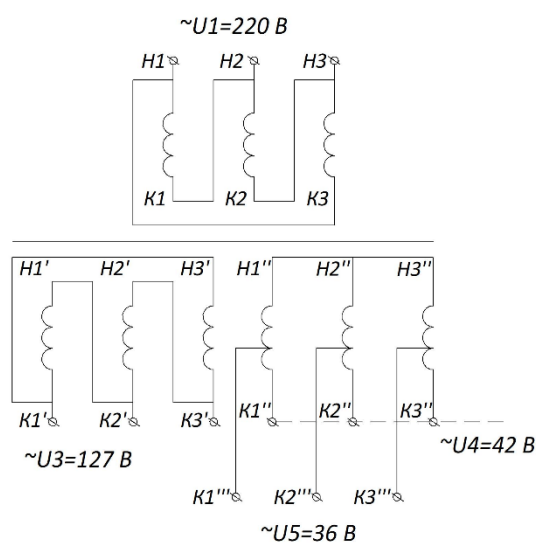 ~U1=220 В
Н1 Н2 Н3
К1 К2 К3
Н1' Н2' Н3' Н1'' Н2'' Н3''
К1' К2' К3' К1'' К2'' К3''
~U3=127 В ~U4=42 В
К1''' К2''' К3'''
~U5=36 В